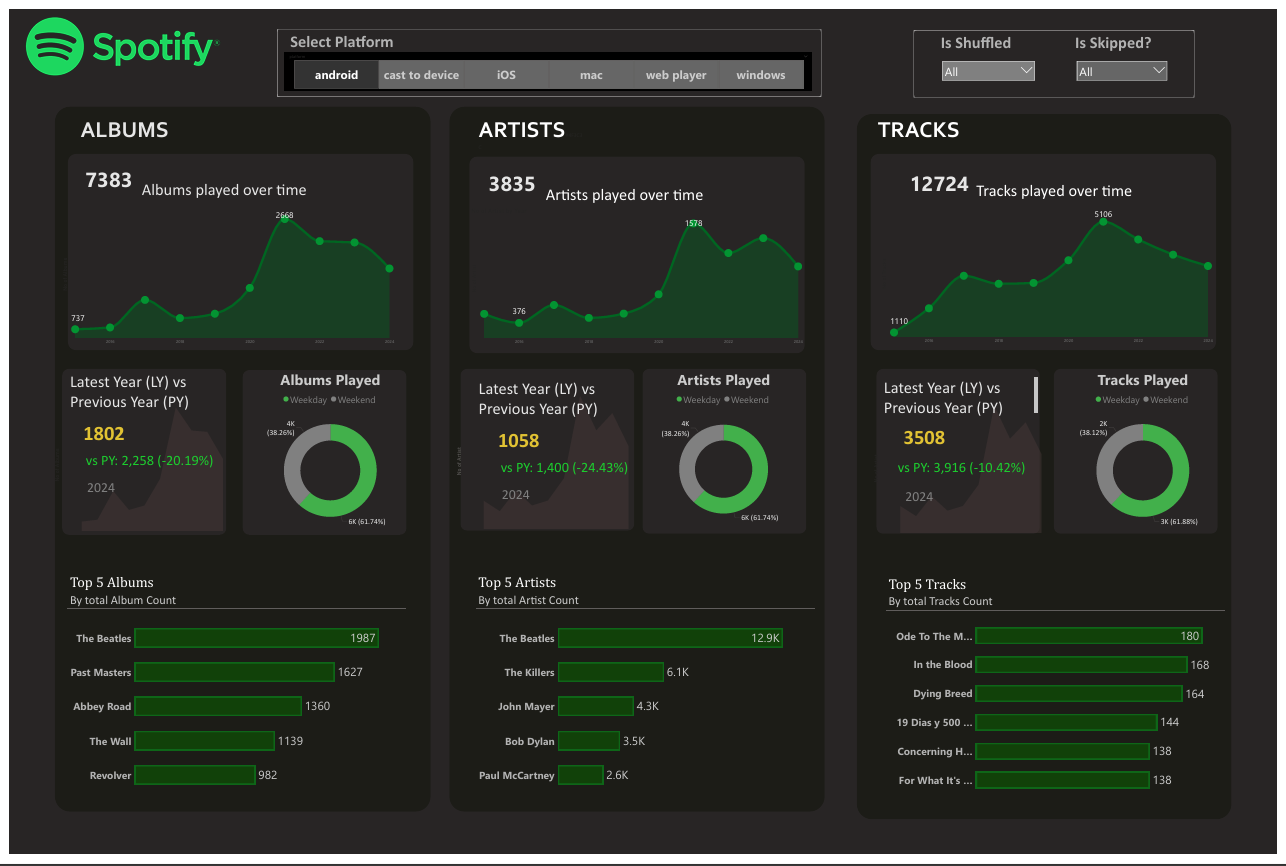 Spotify
Select Platform
android
cast to device
iOS
mac
web player
windows
Is Shuffled
Is Skipped?
All
All
ALBUMS
7383 Albums played over time
2668
737
Latest Year (LY) vs
Previous Year (PY)
1802
vs PY: 2,258 (-20.19%)
2024
Albums Played
Weekday Weekend
4K
(38.26%)
6K (61.74%)
Top 5 Albums
By total Album Count
The Beatles 1987
Past Masters 1627
Abbey Road 1360
The Wall 1139
Revolver 982
ARTISTS
3835 Artists played over time
1578
376
Latest Year (LY) vs
Previous Year (PY)
1058
vs PY: 1,400 (-24.43%)
2024
Artists Played
Weekday Weekend
4K
(38.26%)
6K (61.74%)
Top 5 Artists
By total Artist Count
The Beatles 12.9K
The Killers 6.1K
John Mayer 4.3K
Bob Dylan 3.5K
Paul McCartney 2.6K
TRACKS
12724 Tracks played over time
5106
1110
Latest Year (LY) vs
Previous Year (PY)
3508
vs PY: 3,916 (-10.42%)
2024
Tracks Played
Weekday Weekend
2K
(38.12%)
3K (61.88%)
Top 5 Tracks
By total Tracks Count
Ode To The M... 180
In the Blood 168
Dying Breed 164
19 Dias y 500 ... 144
Concerning H... 138
For What It's ... 138